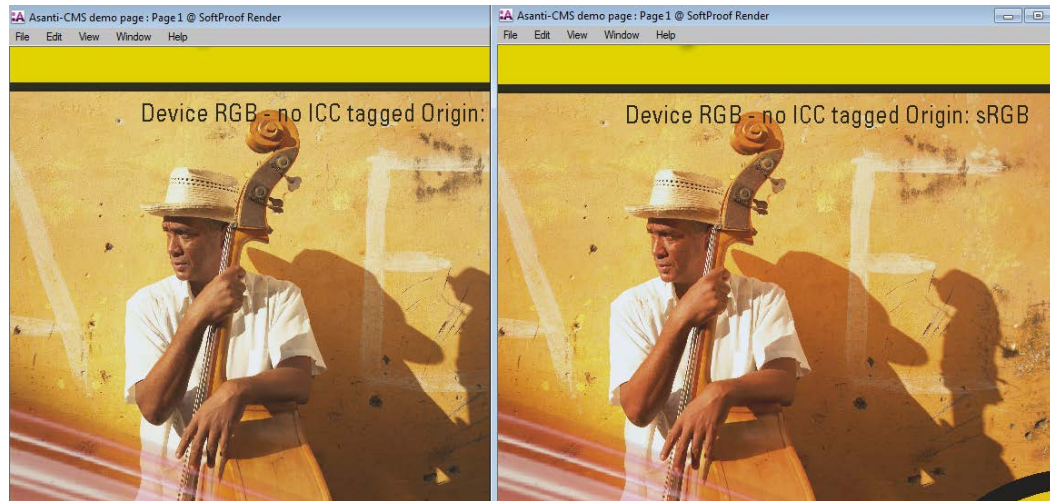 Asanti-CMS demo page : Page 1 @ SoftProof Render
File Edit View Window Help
Device RGB - no ICC tagged Origin:
Asanti-CMS demo page : Page 1 @ SoftProof Render
File Edit View Window Help
Device RGB - no ICC tagged Origin: sRGB